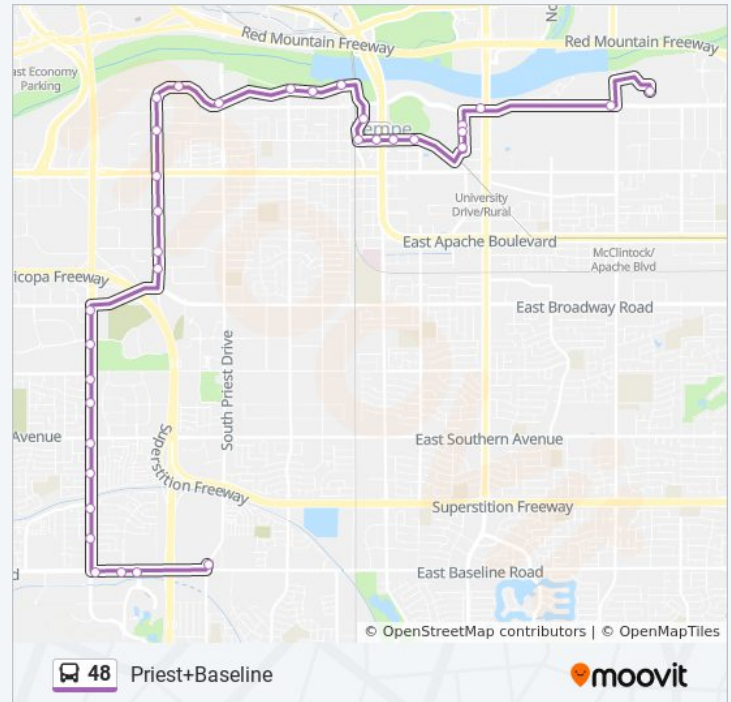 No
Red Mountain Freeway
Red Mountain Freeway
ast Economy
Parking
empe
University
Drive/Rural
East Apache Boulevard
McClintock/
Apache Blvd
icopa Freeway
East Broadway Road
South Priest Drive
Avenue
East Southern Avenue
Superstition Freeway
Superstition Freeway
d
East Baseline Road
© OpenStreetMap contributors | © OpenMapTiles
48 Priest+Baseline
moovit